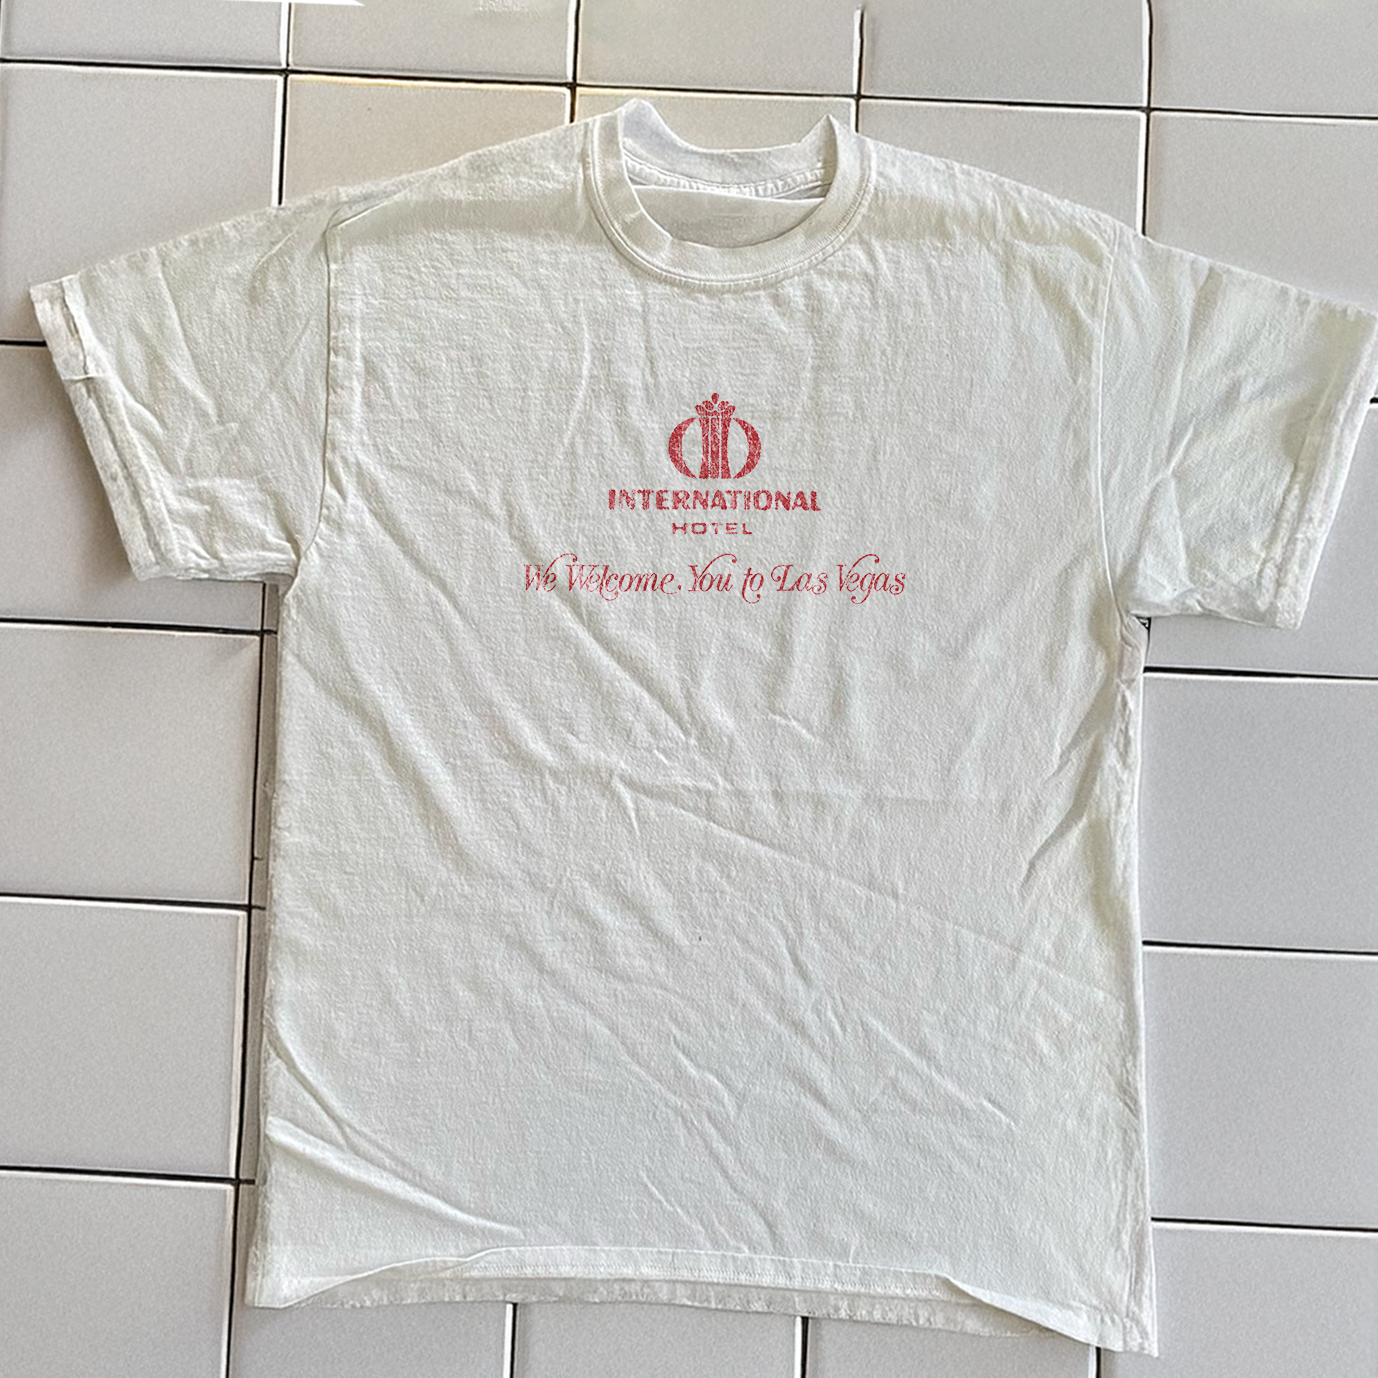 INTERNATIONAL
HOTEL
We Welcome You to Las Vegas